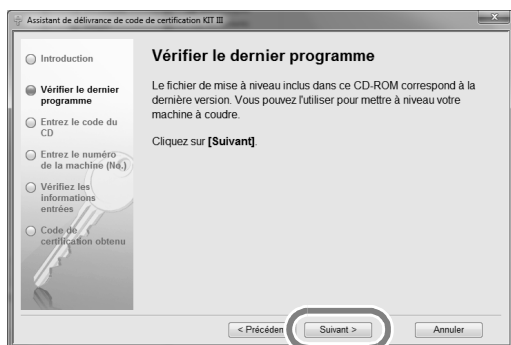 Assistant de délivrance de code de certification KIT III
Introduction
Vérifier le dernier
programme
Entrez le code du
CD
Entrez le numéro
de la machine (No.)
Vérifiez les
informations
entrées
Code de
certification obtenu
Vérifier le dernier programme
Le fichier de mise à niveau inclus dans ce CD-ROM correspond à la
dernière version. Vous pouvez l'utiliser pour mettre à niveau votre
machine à coudre.
Cliquez sur [Suivant].
< Précéden
Suivant >
Annuler